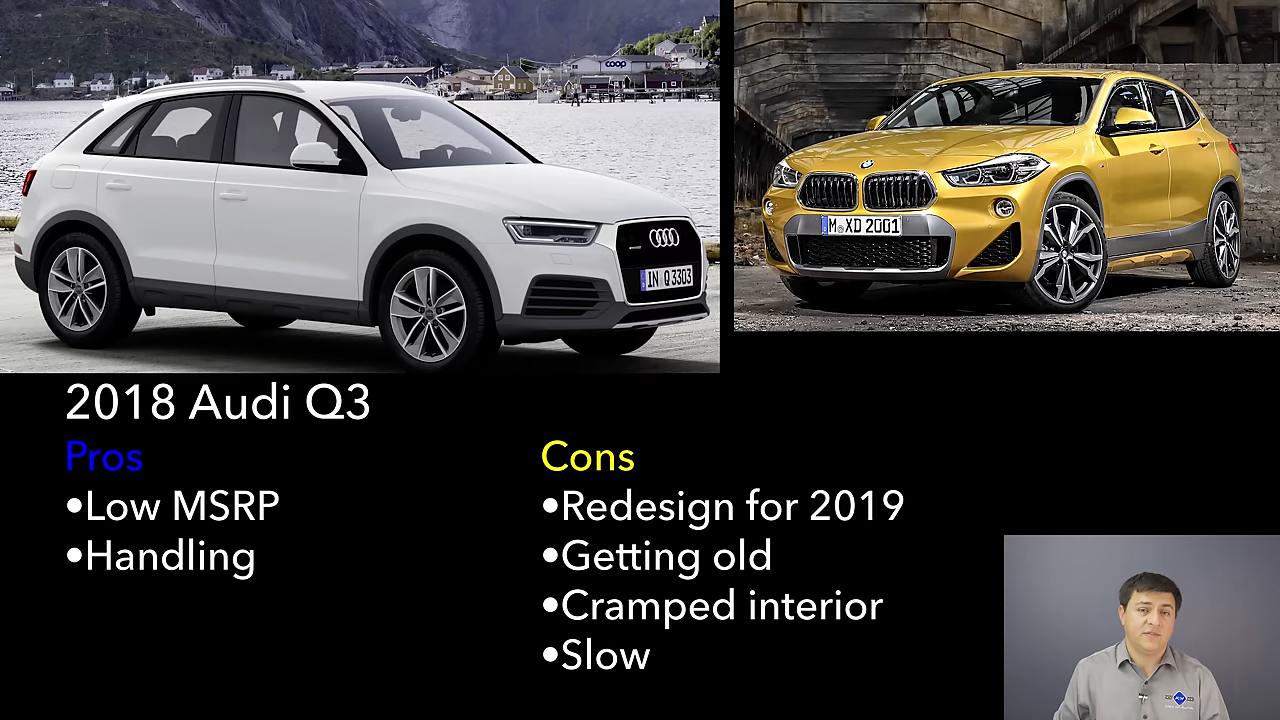 coop
IN Q 3303
M XD 2001
2018 Audi Q3
Pros
•Low MSRP
•Handling
Cons
•Redesign for 2019
•Getting old
•Cramped interior
•Slow